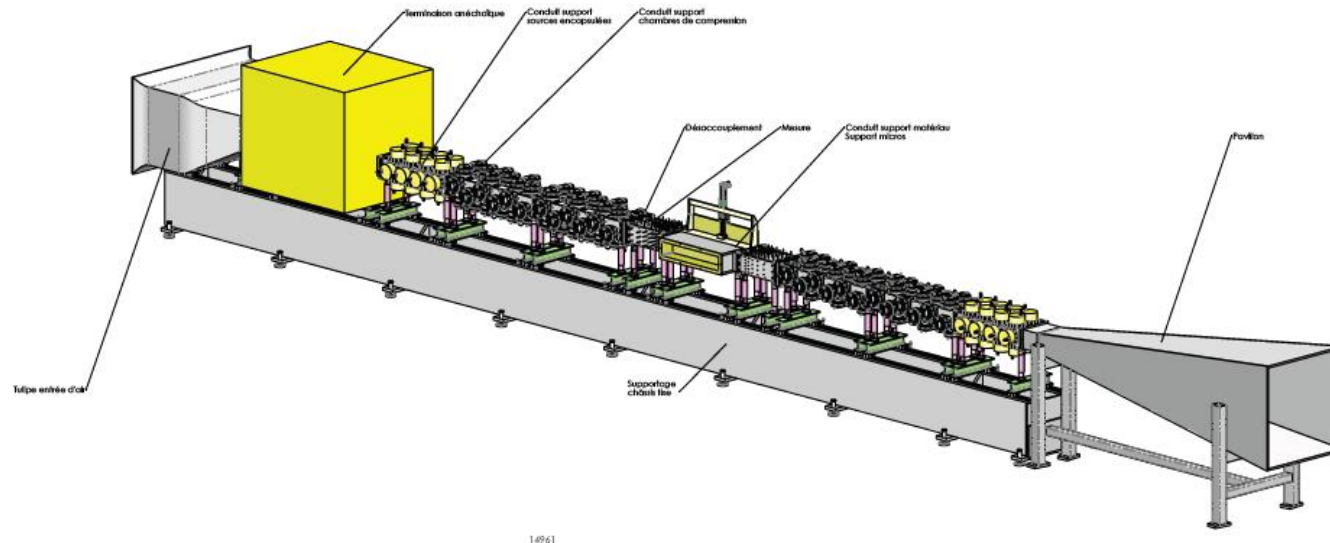 Terminaison anéchoïque
Conduit support
sources encapsulées
Conduit support
chambres de compression
Désaccouplement
Mesure
Conduit support matériau
Support micros
Pavillon
Tulipe entrée d'air
Supportage
châssis fixe
14961